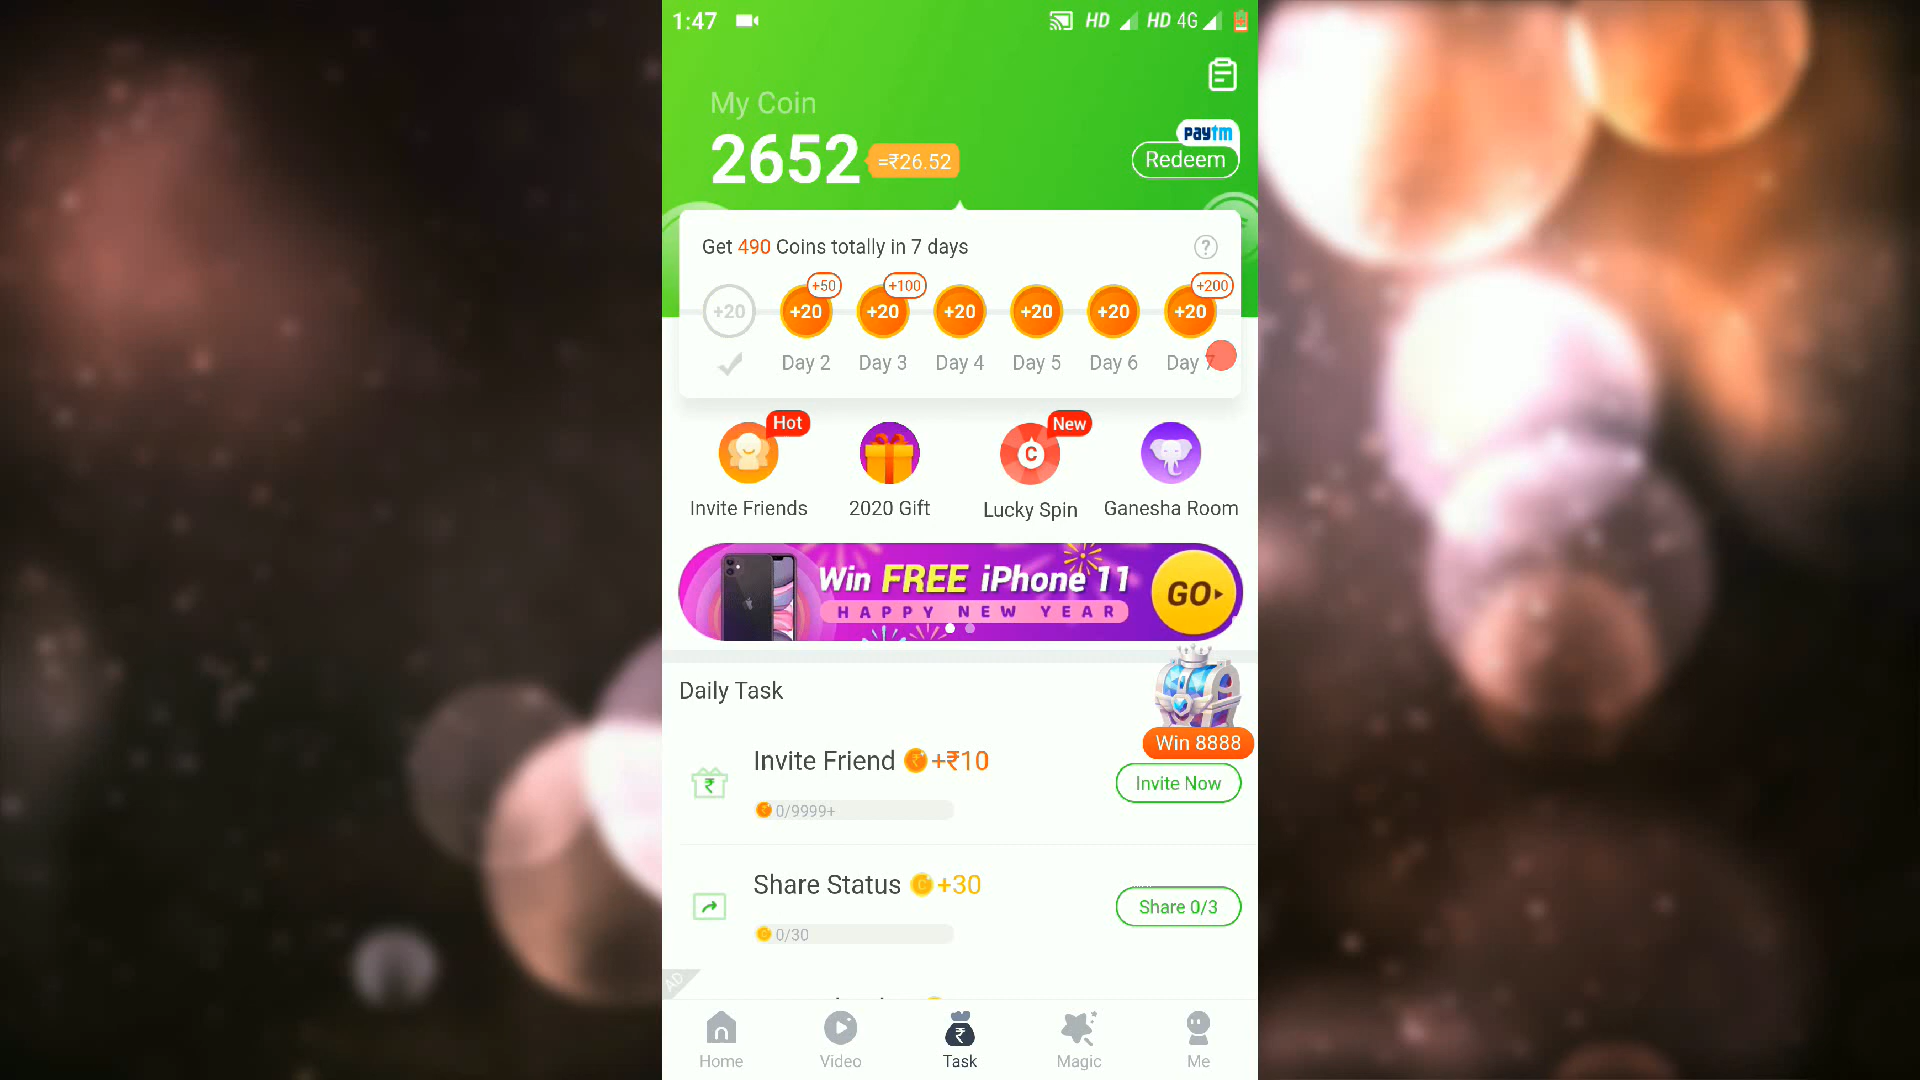 1:47 HD HD 4G
My Coin
2652 =₹26.52
paytm
Redeem
Get 490 Coins totally in 7 days ?
+50 +100 +200
+20 +20 +20 +20 +20 +20 +20
Day 2 Day 3 Day 4 Day 5 Day 6 Day 7
Hot New
C
Invite Friends 2020 Gift Lucky Spin Ganesha Room
Win FREE iPhone 11
HAPPY NEW YEAR
GO
Daily Task
Win 8888
Invite Friend +₹10
0/9999+
Invite Now
Share Status +30
0/30
Share 0/3
AD
Home Video Task Magic Me